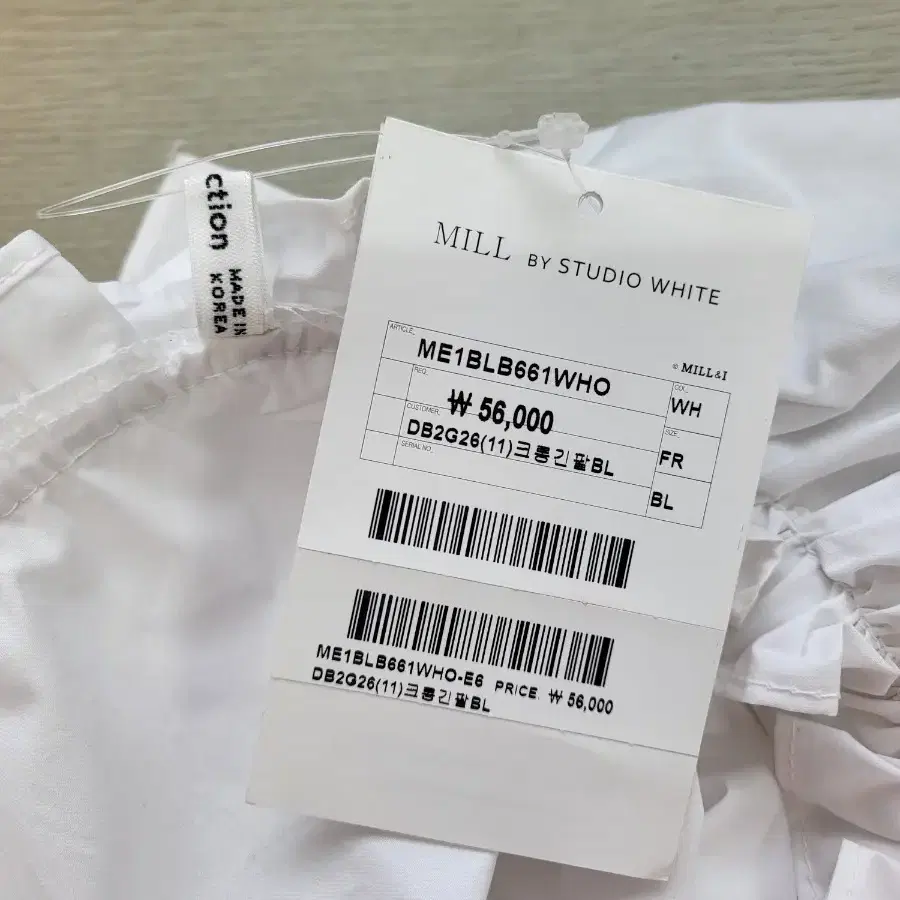 ction
MADE IN
KOREA
MILL BY STUDIO WHITE
© MILL&I
ARTICLE.
ME1BLB661WHO
COL.
WH
REQ.
₩ 56,000
SIZE.
FR
CUSTOMER.
DB2G26(11)크롱긴팔BL
BL
SERIAL NO.
ME1BLB661WHO-E6 PRICE. ₩ 56,000
DB2G26(11)크롱긴팔BL